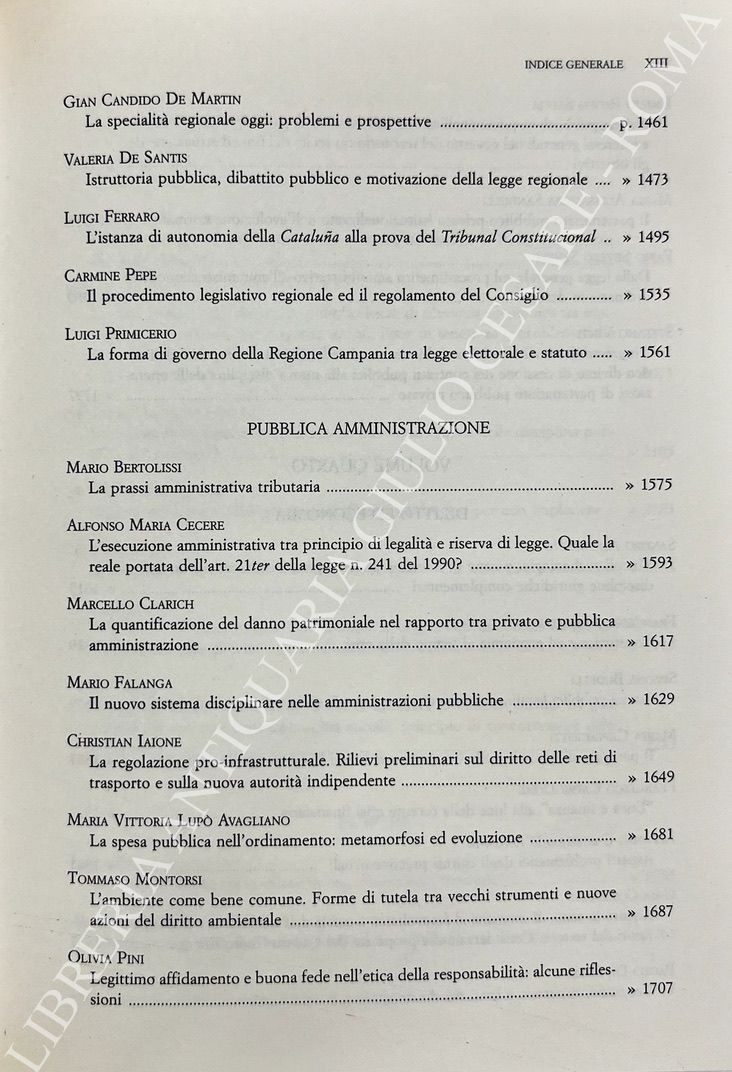 INDICE GENERALE XIII
GIAN CANDIDO DE MARTIN
La specialità regionale oggi: problemi e prospettive .......................................... p. 1461
VALERIA DE SANTIS
Istruttoria pubblica, dibattito pubblico e motivazione della legge regionale .... » 1473
LUIGI FERRARO
L'istanza di autonomia della Cataluña alla prova del Tribunal Constitucional .. » 1495
CARMINE PEPE
Il procedimento legislativo regionale ed il regolamento del Consiglio ............. » 1535
LUIGI PRIMICERIO
La forma di governo della Regione Campania tra legge elettorale e statuto ..... » 1561
PUBBLICA AMMINISTRAZIONE
MARIO BERTOLISSI
La prassi amministrativa tributaria ................................................................ » 1575
ALFONSO MARIA CECERE
L'esecuzione amministrativa tra principio di legalità e riserva di legge. Quale la
reale portata dell'art. 21ter della legge n. 241 del 1990? ................................ » 1593
MARCELLO CLARICH
La quantificazione del danno patrimoniale nel rapporto tra privato e pubblica
amministrazione .......................................................................................... » 1617
MARIO FALANGA
Il nuovo sistema disciplinare nelle amministrazioni pubbliche ....................... » 1629
CHRISTIAN IAIONE
La regolazione pro-infrastrutturale. Rilievi preliminari sul diritto delle reti di
trasporto e sulla nuova autorità indipendente ................................................ » 1649
MARIA VITTORIA LUPÒ AVAGLIANO
La spesa pubblica nell'ordinamento: metamorfosi ed evoluzione ................... » 1681
TOMMASO MONTORSI
L'ambiente come bene comune. Forme di tutela tra vecchi strumenti e nuove
azioni del diritto ambientale ........................................................................ » 1687
OLIVIA PINI
Legittimo affidamento e buona fede nell'etica della responsabilità: alcune rifles-
sioni ............................................................................................................ » 1707
LIBRERIA ANTIQUARIA GIULIO CESARE - ROMA